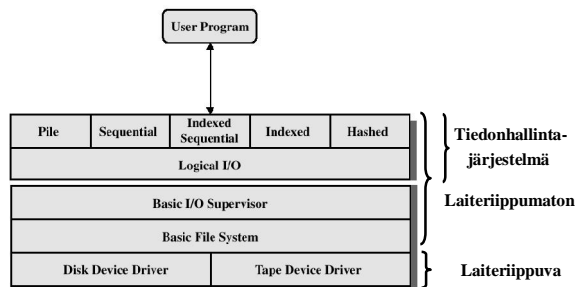 User Program
Pile
Sequential
Indexed
Sequential
Indexed
Hashed
Logical I/O
Basic I/O Supervisor
Basic File System
Disk Device Driver
Tape Device Driver
Tiedonhallinta-
järjestelmä
Laiteriippumaton
Laiteriippuva